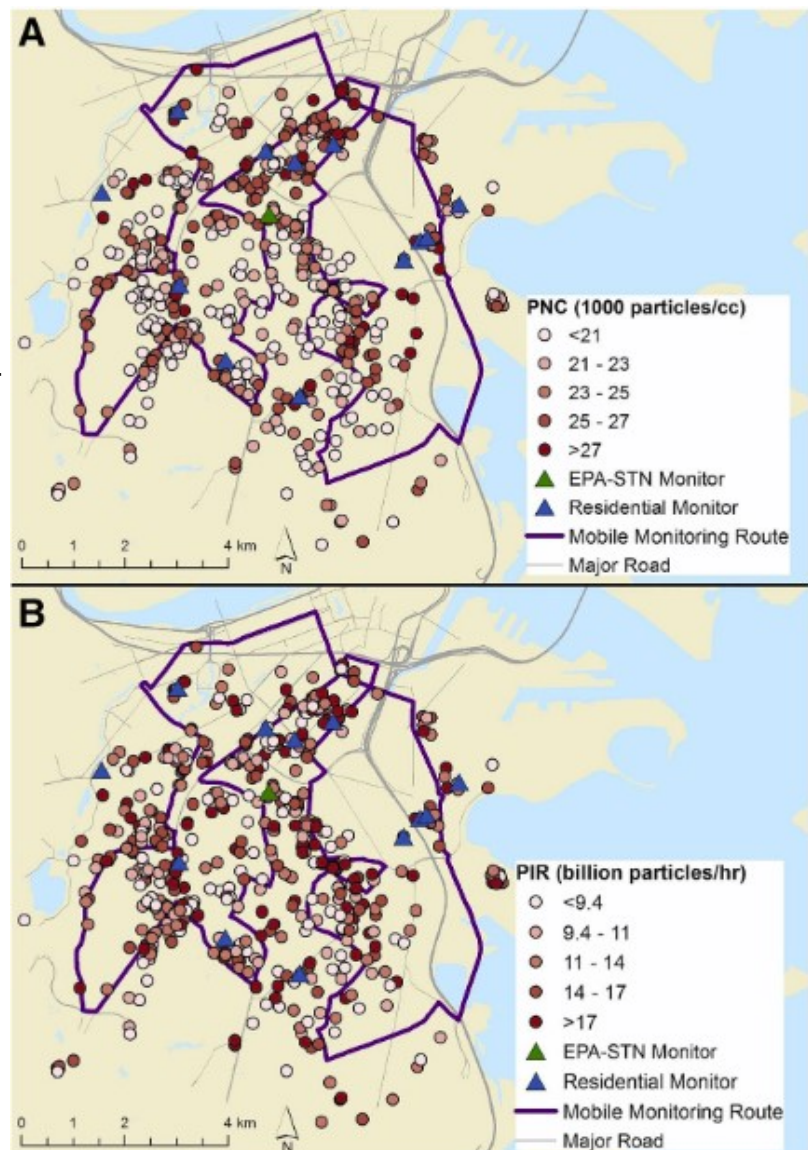 A
PNC (1000 particles/cc)
<21
21 - 23
23 - 25
25 - 27
>27
EPA-STN Monitor
Residential Monitor
Mobile Monitoring Route
Major Road
0 2 4 km
N
B
PIR (billion particles/hr)
<9.4
9.4 - 11
11 - 14
14 - 17
>17
EPA-STN Monitor
Residential Monitor
Mobile Monitoring Route
Major Road
0 2 4 km
N